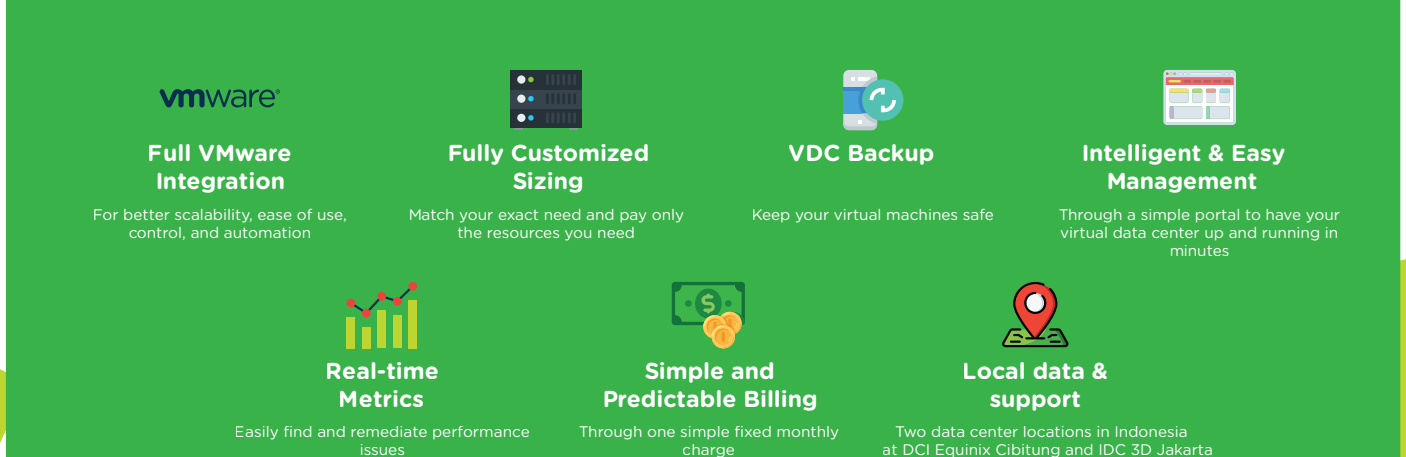 vmware®
Full VMware
Integration
For better scalability, ease of use,
control, and automation
Fully Customized
Sizing
Match your exact need and pay only
the resources you need
VDC Backup
Keep your virtual machines safe
Intelligent & Easy
Management
Through a simple portal to have your
virtual data center up and running in
minutes
Real-time
Metrics
Easily find and remediate performance
issues
$
Simple and
Predictable Billing
Through one simple fixed monthly
charge
Local data &
support
Two data center locations in Indonesia
at DCI Equinix Cibitung and IDC 3D Jakarta